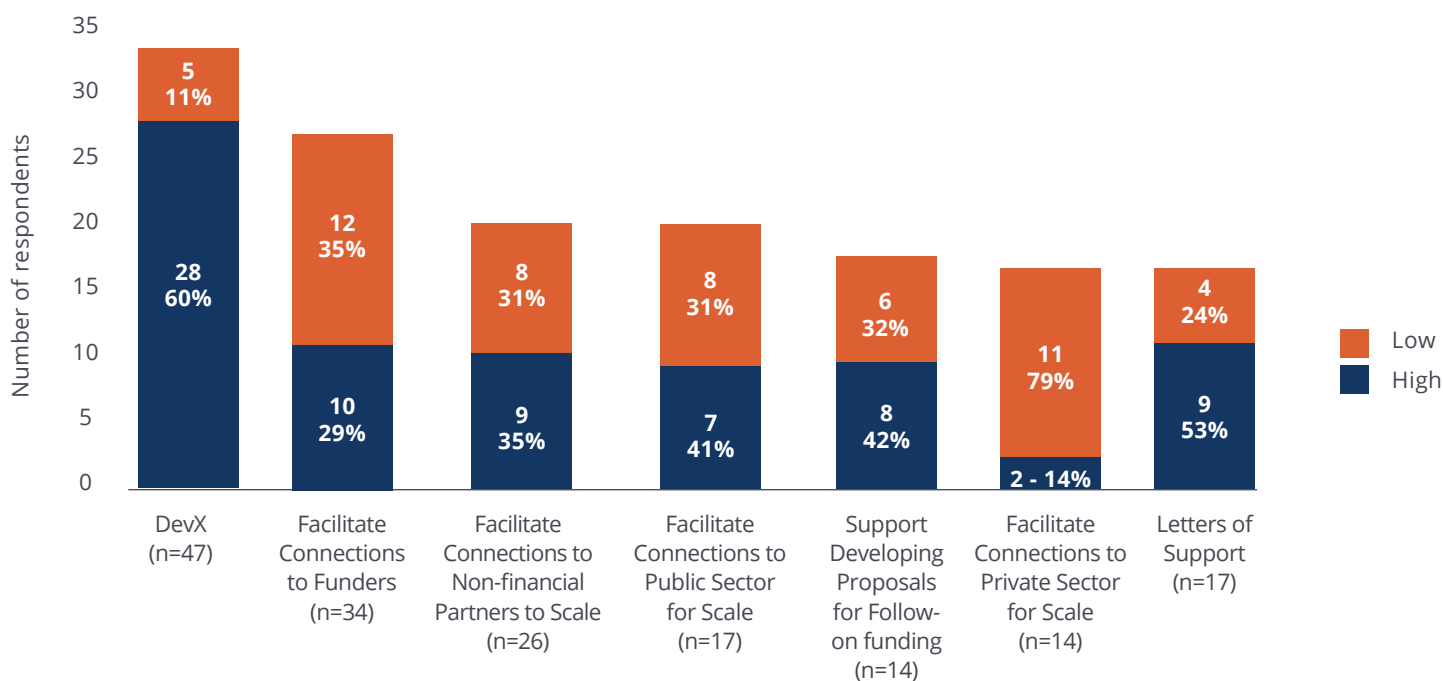 Number of respondents
35
30
25
20
15
10
5
0
5
11%
28
60%
12
35%
10
29%
8
31%
9
35%
8
31%
7
41%
6
32%
8
42%
11
79%
2 - 14%
4
24%
9
53%
DevX
(n=47)
Facilitate
Connections
to Funders
(n=34)
Facilitate
Connections to
Non-financial
Partners to Scale
(n=26)
Facilitate
Connections to
Public Sector
for Scale
(n=17)
Support
Developing
Proposals
for Follow-
on funding
(n=14)
Facilitate
Connections to
Private Sector
for Scale
(n=14)
Letters of
Support
(n=17)
Low
High